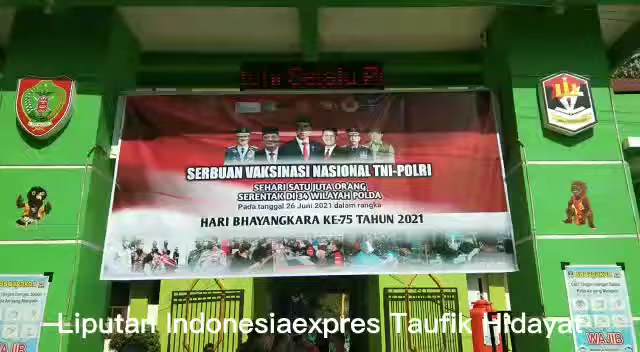 SERBUAN VAKSINASI NASIONAL TNI-POLRI
SEHARI SATU JUTA ORANG
SERENTAK DI 34 WILAYAH POLDA
Pada tanggal 26 Juni 2021 dalam rangka
HARI BHAYANGKARA KE-75 TAHUN 2021
WAJIB
WAJIB
Liputan Indonesiaexpres Taufik Hidayat